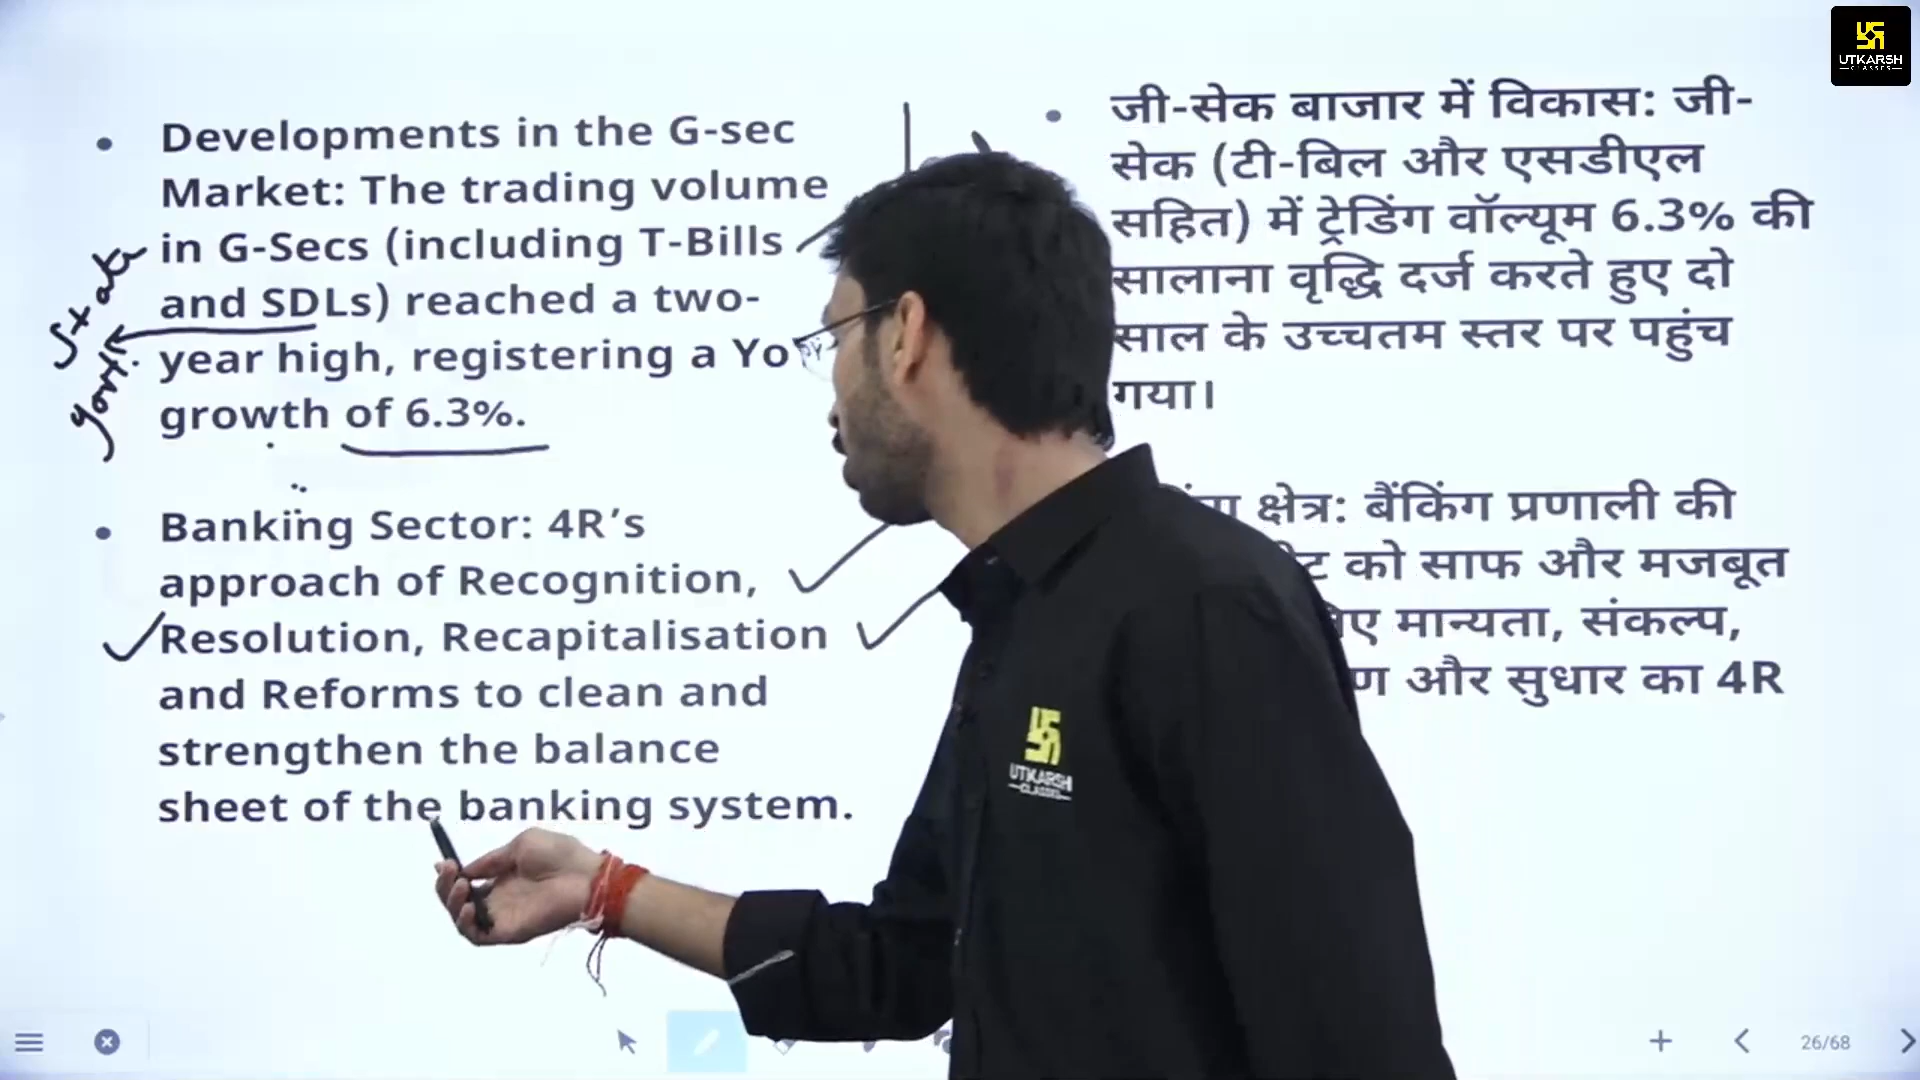 UTKARSH
CLASSES
Developments in the G-sec
Market: The trading volume
in G-Secs (including T-Bills
and SDLs) reached a two-
year high, registering a Yo
growth of 6.3%.
State
govt.
Banking Sector: 4R’s
approach of Recognition,
Resolution, Recapitalisation
and Reforms to clean and
strengthen the balance
sheet of the banking system.
जी-सेक बाजार में विकास: जी-
सेक (टी-बिल और एसडीएल
सहित) में ट्रेडिंग वॉल्यूम 6.3% की
सालाना वृद्धि दर्ज करते हुए दो
साल के उच्चतम स्तर पर पहुंच
गया।
क्षेत्र: बैंकिंग प्रणाली की
को साफ और मजबूत
मान्यता, संकल्प,
और सुधार का 4R
UTKARSH
CLASSES
26/68